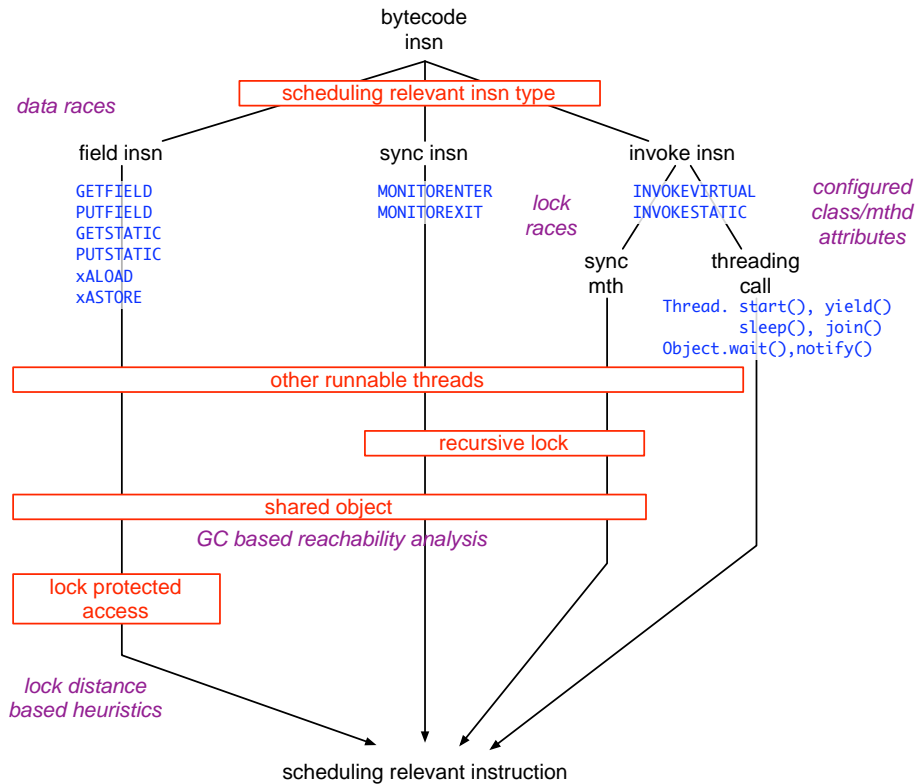 bytecode
insn
scheduling relevant insn type
data races
field insn
sync insn
invoke insn
GETFIELD
PUTFIELD
GETSTATIC
PUTSTATIC
xALOAD
xASTORE
MONITORENTER
MONITOREXIT
lock
races
INVOKEVIRTUAL
INVOKESTATIC
configured
class/mthd
attributes
sync
mth
threading
call
Thread. start(), yield()
sleep(), join()
Object.wait(),notify()
other runnable threads
recursive lock
shared object
GC based reachability analysis
lock protected
access
lock distance
based heuristics
scheduling relevant instruction